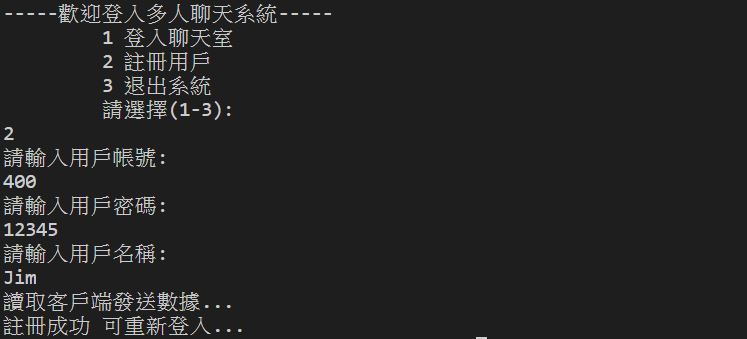 -----歡迎登入多人聊天系統-----
1 登入聊天室
2 註冊用戶
3 退出系統
請選擇(1-3):
2
請輸入用戶帳號:
400
請輸入用戶密碼:
12345
請輸入用戶名稱:
Jim
讀取客戶端發送數據...
註冊成功 可重新登入...